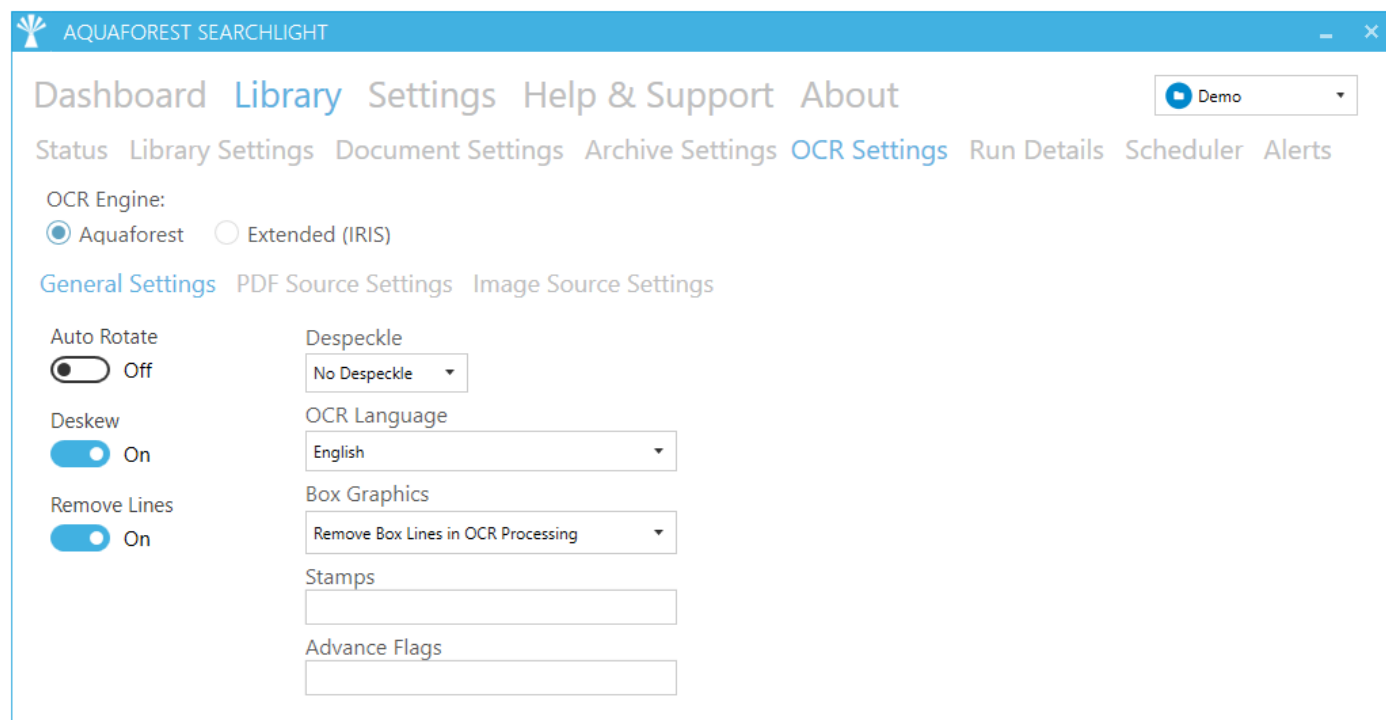 AQUAFOREST SEARCHLIGHT
Dashboard Library Settings Help & Support About
Demo
Status Library Settings Document Settings Archive Settings OCR Settings Run Details Scheduler Alerts
OCR Engine:
Aquaforest Extended (IRIS)
General Settings PDF Source Settings Image Source Settings
Auto Rotate
Off
Deskew
On
Remove Lines
On
Despeckle
No Despeckle
OCR Language
English
Box Graphics
Remove Box Lines in OCR Processing
Stamps
Advance Flags